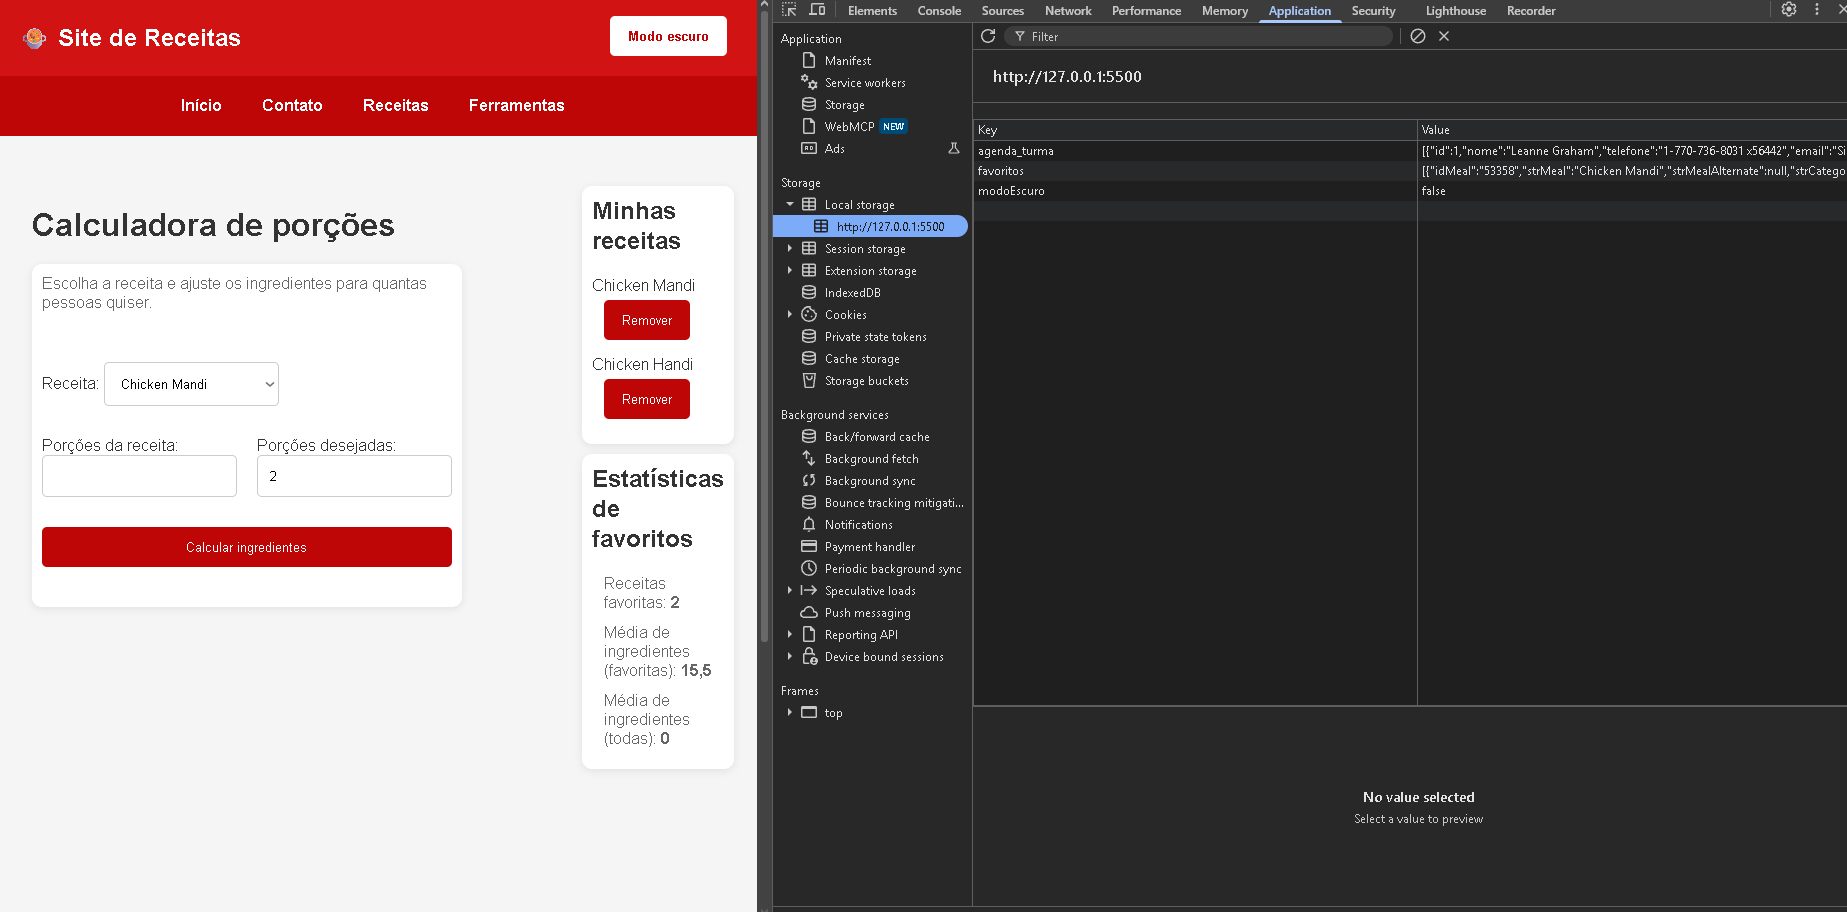 Site de Receitas
Modo escuro
Início Contato Receitas Ferramentas
Calculadora de porções
Escolha a receita e ajuste os ingredientes para quantas
pessoas quiser.
Receita: Chicken Mandi
Porções da receita: Porções desejadas:
2
Calcular ingredientes
Minhas
receitas
Chicken Mandi
Remover
Chicken Handi
Remover
Estatísticas
de
favoritos
Receitas
favoritas: 2
Média de
ingredientes
(favoritas): 15,5
Média de
ingredientes
(todas): 0
Elements Console Sources Network Performance Memory Application Security Lighthouse Recorder
Application
Manifest
Service workers
Storage
WebMCP NEW
Ads
Storage
Local storage
http://127.0.0.1:5500
Session storage
Extension storage
IndexedDB
Cookies
Private state tokens
Cache storage
Storage buckets
Background services
Back/forward cache
Background fetch
Background sync
Bounce tracking mitigati...
Notifications
Payment handler
Periodic background sync
Speculative loads
Push messaging
Reporting API
Device bound sessions
Frames
top
Filter
http://127.0.0.1:5500
Key Value
agenda_turma [{"id":1,"nome":"Leanne Graham","telefone":"1-770-736-8031 x56442","email":"Si
favoritos [{"idMeal":"53358","strMeal":"Chicken Mandi","strMealAlternate":null,"strCatego
modoEscuro false
No value selected
Select a value to preview